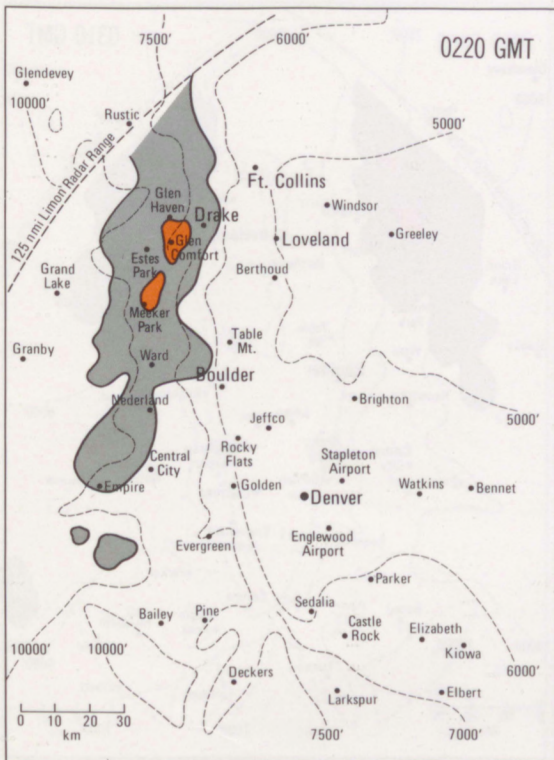 7500'
6000'
0220 GMT
Glendevey
10000'
Rustic
5000'
125 nmi Limon Radar Range
Ft. Collins
Glen
Haven
Drake
Windsor
Glen
Comfort
Loveland
Greeley
Estes
Park
Grand
Lake
Berthoud
Meeker
Park
Table
Mt.
Granby
Ward
Boulder
Nederland
Brighton
5000'
Jeffco
Rocky
Flats
Central
City
Stapleton
Airport
Empire
Golden
Denver
Watkins
Bennet
Evergreen
Englewood
Airport
Parker
Sedalia
Bailey
Pine
Castle
Rock
Elizabeth
Kiowa
10000'
10000'
6000'
Deckers
Larkspur
Elbert
0 10 20 30
km
7500'
7000'